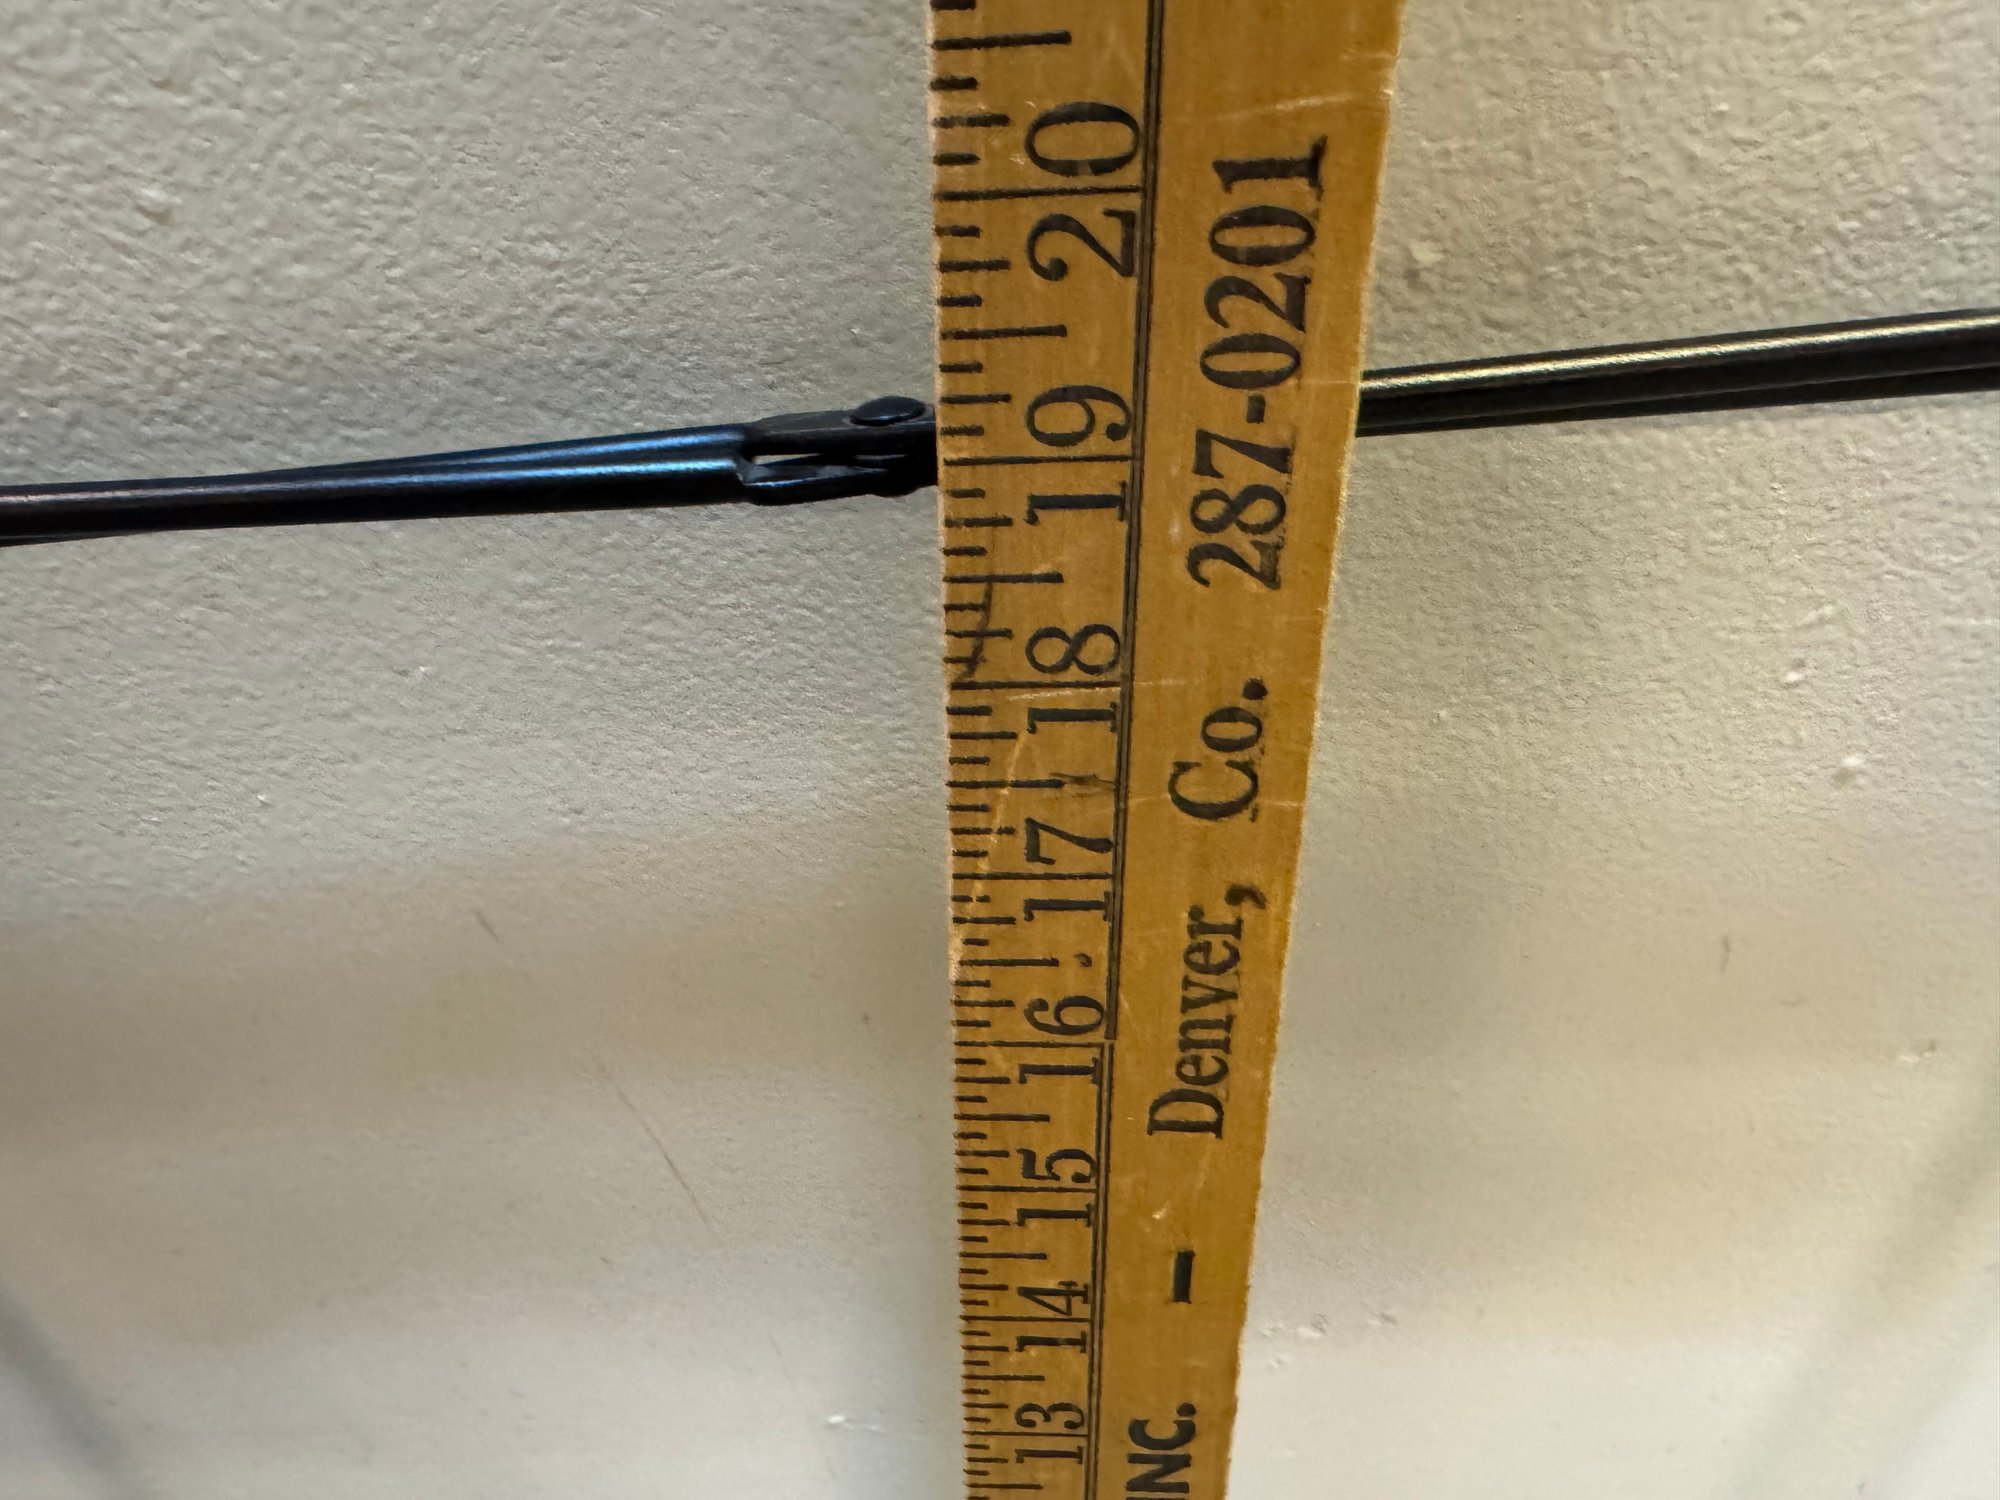 INC. - Denver, Co. 287-0201
13 14 15 16 17 18 19 20